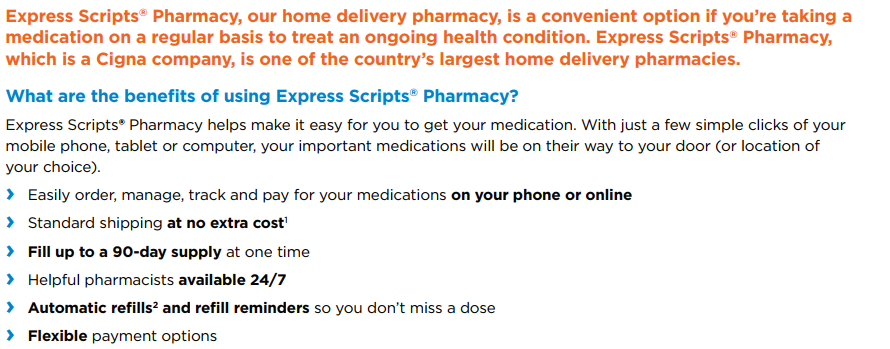 Express Scripts® Pharmacy, our home delivery pharmacy, is a convenient option if you’re taking a
medication on a regular basis to treat an ongoing health condition. Express Scripts® Pharmacy,
which is a Cigna company, is one of the country’s largest home delivery pharmacies.
What are the benefits of using Express Scripts® Pharmacy?
Express Scripts® Pharmacy helps make it easy for you to get your medication. With just a few simple clicks of your
mobile phone, tablet or computer, your important medications will be on their way to your door (or location of
your choice).
› Easily order, manage, track and pay for your medications on your phone or online
› Standard shipping at no extra cost¹
› Fill up to a 90-day supply at one time
› Helpful pharmacists available 24/7
› Automatic refills² and refill reminders so you don’t miss a dose
› Flexible payment options